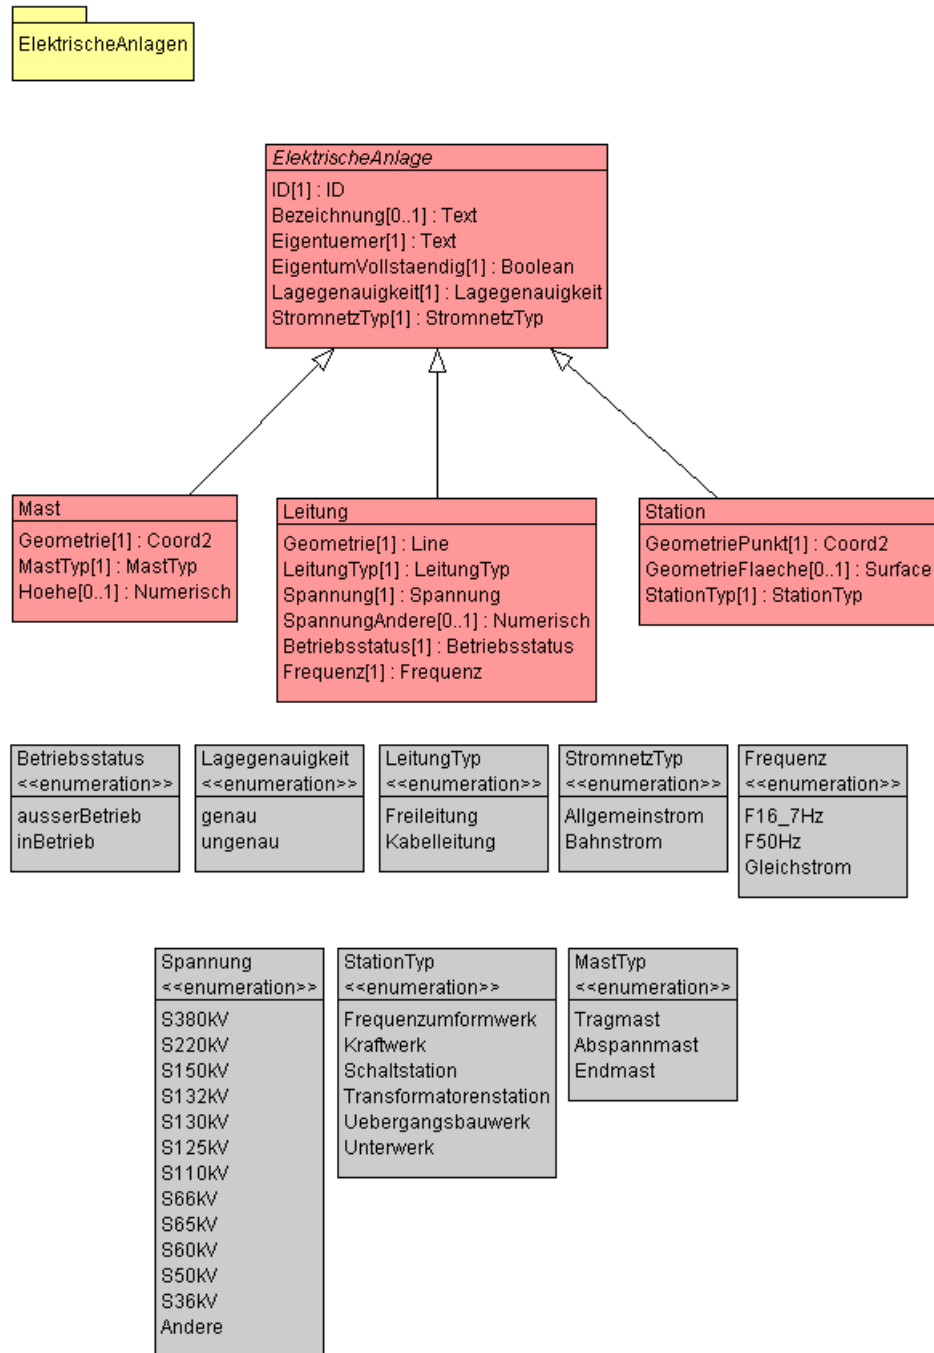 ElektrischeAnlagen
ElektrischeAnlage
ID[1] : ID
Bezeichnung[0..1] : Text
Eigentuemer[1] : Text
EigentumVollstaendig[1] : Boolean
Lagegenauigkeit[1] : Lagegenauigkeit
StromnetzTyp[1] : StromnetzTyp
Mast
Geometrie[1] : Coord2
MastTyp[1] : MastTyp
Hoehe[0..1] : Numerisch
Leitung
Geometrie[1] : Line
LeitungTyp[1] : LeitungTyp
Spannung[1] : Spannung
SpannungAndere[0..1] : Numerisch
Betriebsstatus[1] : Betriebsstatus
Frequenz[1] : Frequenz
Station
GeometriePunkt[1] : Coord2
GeometrieFlaeche[0..1] : Surface
StationTyp[1] : StationTyp
Betriebsstatus
<<enumeration>>
ausserBetrieb
inBetrieb
Lagegenauigkeit
<<enumeration>>
genau
ungenau
LeitungTyp
<<enumeration>>
Freileitung
Kabelleitung
StromnetzTyp
<<enumeration>>
Allgemeinstrom
Bahnstrom
Frequenz
<<enumeration>>
F16_7Hz
F50Hz
Gleichstrom
Spannung
<<enumeration>>
S380kV
S220kV
S150kV
S132kV
S130kV
S125kV
S110kV
S66kV
S65kV
S60kV
S50kV
S36kV
Andere
StationTyp
<<enumeration>>
Frequenzumformwerk
Kraftwerk
Schaltstation
Transformatorenstation
Uebergangsbauwerk
Unterwerk
MastTyp
<<enumeration>>
Tragmast
Abspannmast
Endmast